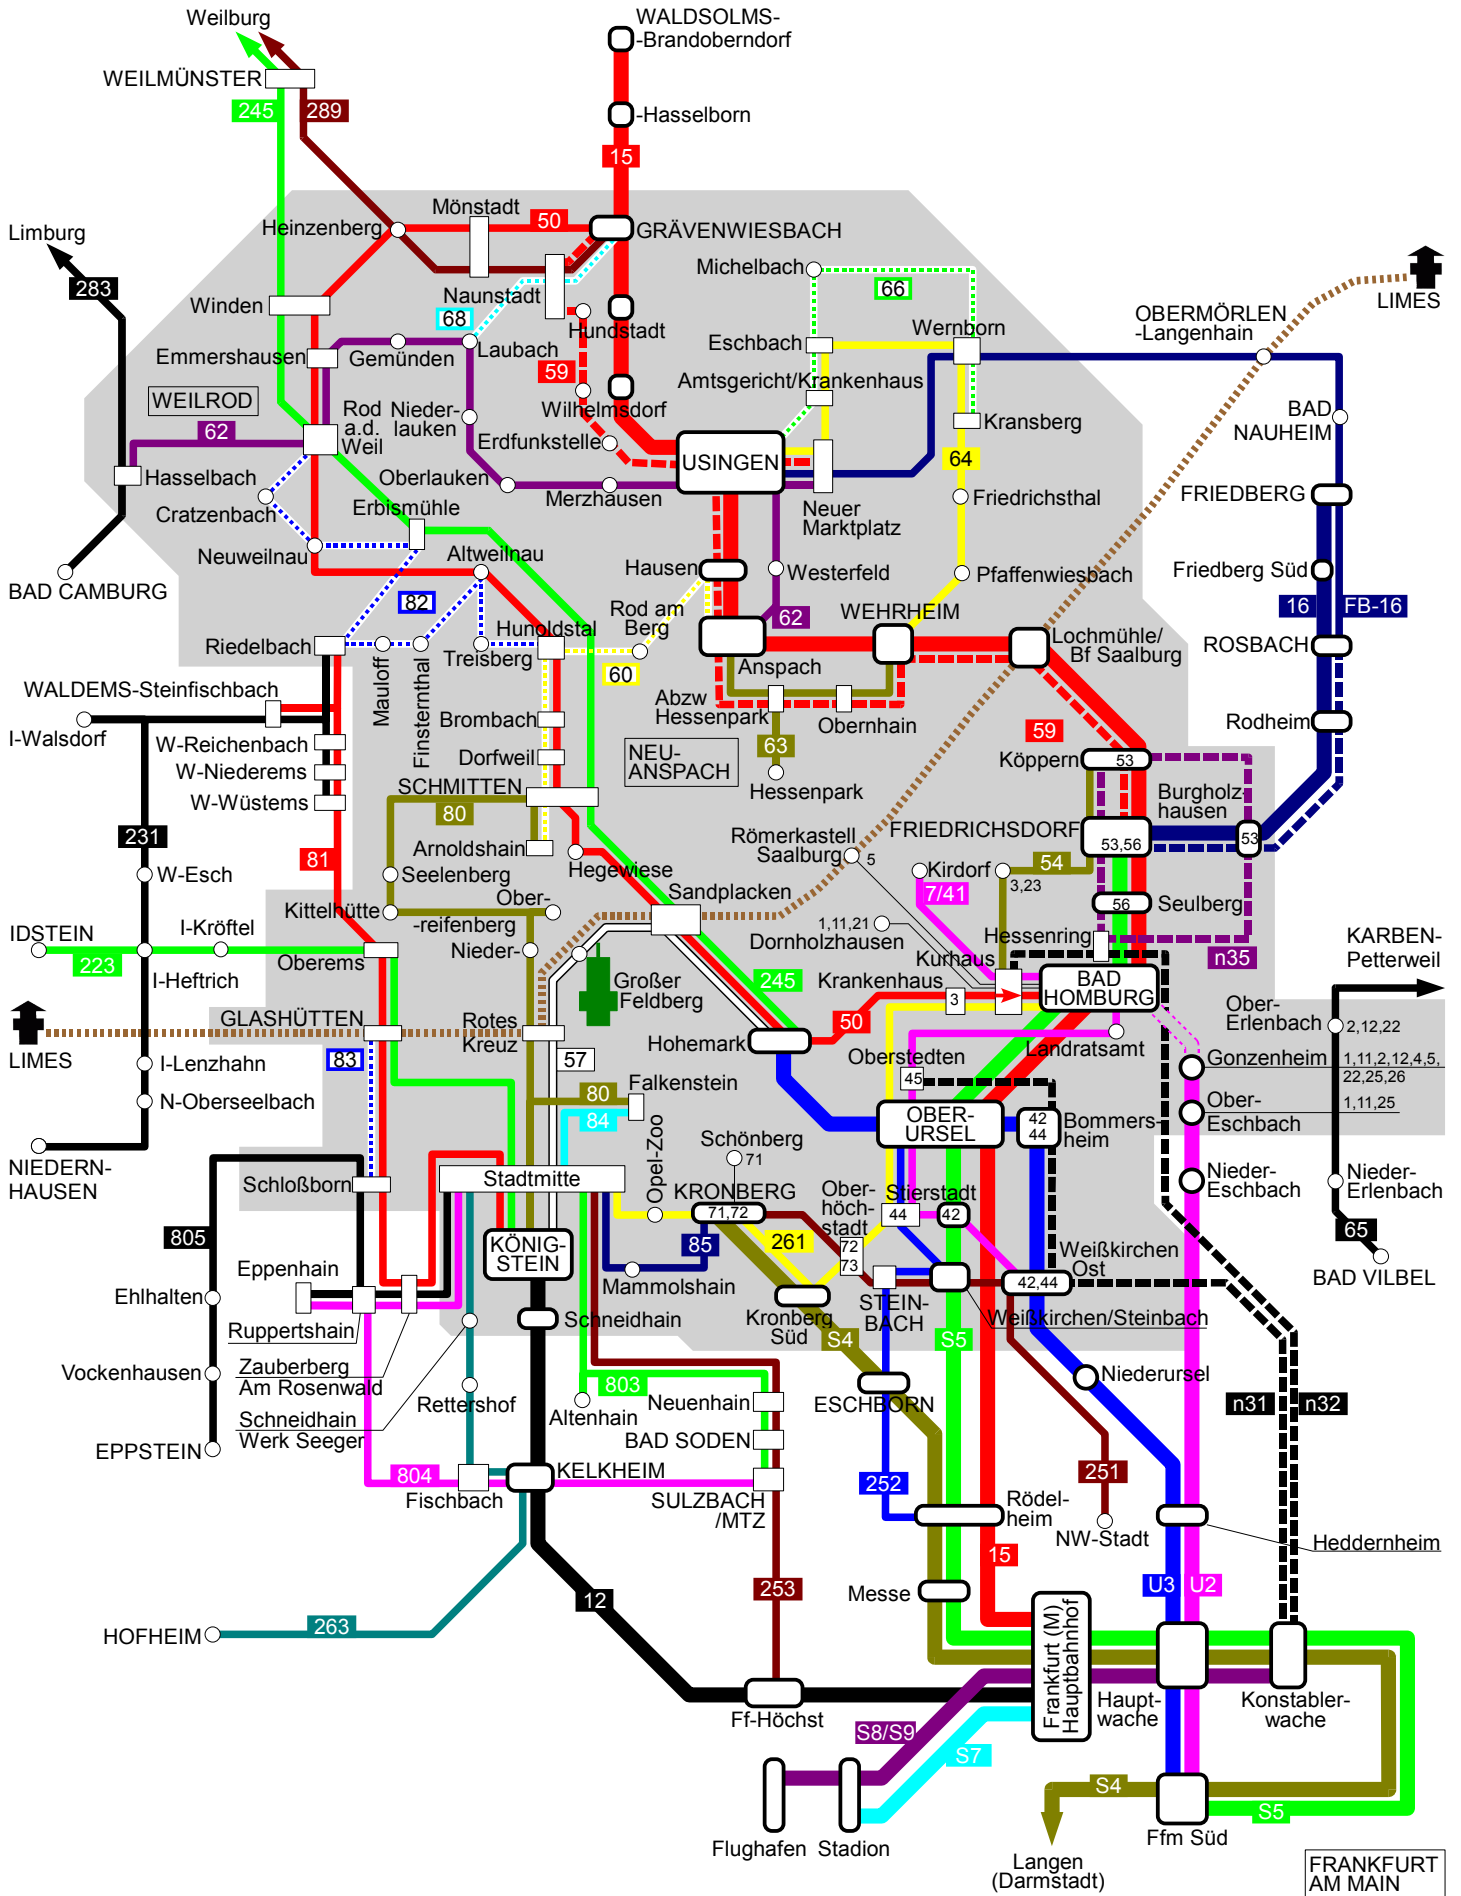 Weilburg
WALDSOLMS-
-Brandoberndorf
WEILMÜNSTER
245
289
-Hasselborn
15
Mönstadt
50
Heinzenberg
GRÄVENWIESBACH
Limburg
283
Michelbach
66
LIMES
Naunstadt
Winden
68
Hundstadt
OBERMÖRLEN
-Langenhain
Wernborn
Eschbach
Emmershausen
Gemünden
Laubach
59
Amtsgericht/Krankenhaus
WEILROD
Rod
a.d.
Weil
Nieder-
lauken
Wilhelmsdorf
Kransberg
BAD
NAUHEIM
62
Erdfunkstelle
USINGEN
64
Hasselbach
Oberlauken
Merzhausen
Friedrichsthal
FRIEDBERG
Cratzenbach
Erbismühle
Neuer
Marktplatz
Neuweilnau
Altweilnau
Hausen
Westerfeld
Pfaffenwiesbach
Friedberg Süd
BAD CAMBURG
82
Rod am
Berg
62
WEHRHEIM
16
FB-16
Riedelbach
Hunoldstal
Treisberg
60
Anspach
Lochmühle/
Bf Saalburg
ROSBACH
WALDEMS-Steinfischbach
Mauloff
Finsternthal
Abzw
Hessenpark
Obernhain
I-Walsdorf
W-Reichenbach
Brombach
59
Rodheim
W-Niederems
Dorfweil
NEU-
ANSPACH
63
Köppern
53
W-Wüstems
SCHMITTEN
Hessenpark
Burgholz-
hausen
80
231
Arnoldshain
Römerkastell
Saalburg
5
FRIEDRICHSDORF
53,56
53
81
Hegewiese
Kirdorf
54
W-Esch
Seelenberg
3,23
7/41
Sandplacken
Kittelhütte
Ober-
-reifenberg
1,11,21
56
Seulberg
IDSTEIN
I-Kröftel
Nieder-
Dornholzhausen
Hessenring
KARBEN-
Petterweil
223
Oberems
Kurhaus
n35
I-Heftrich
Großer
Feldberg
245
Krankenhaus
3
BAD
HOMBURG
GLASHÜTTEN
Rotes
Kreuz
50
Ober-
Erlenbach
2,12,22
LIMES
83
57
Hohemark
Oberstedten
Landratsamt
Gonzenheim
1,11,2,12,4,5,
22,25,26
I-Lenzhahn
45
80
Falkenstein
N-Oberseelbach
84
OBER-
URSEL
42
44
Bommers-
heim
Ober-
Eschbach
1,11,25
Schönberg
71
Opel-Zoo
NIEDERN-
HAUSEN
Schloßborn
Stadtmitte
KRONBERG
71,72
Ober-
höch-
stadt
Stierstadt
44
42
Nieder-
Eschbach
Nieder-
Erlenbach
805
KÖNIG-
STEIN
85
261
72
73
65
Weißkirchen
Ost
42,44
Eppenhain
Mammolshain
BAD VILBEL
Ehlhalten
STEIN-
BACH
Kronberg
Süd
Weißkirchen/Steinbach
Ruppertshain
Schneidhain
S4
S5
Vockenhausen
Zauberberg
Am Rosenwald
Niederursel
803
Rettershof
Altenhain
Neuenhain
ESCHBORN
n31
n32
Schneidhain
Werk Seeger
BAD SODEN
EPPSTEIN
804
KELKHEIM
251
Fischbach
252
SULZBACH
/MTZ
Rödel-
heim
NW-Stadt
Heddernheim
15
253
Messe
U3
U2
12
HOFHEIM
263
Frankfurt (M)
Hauptbahnhof
Haupt-
wache
Konstabler-
wache
Ff-Höchst
S8/S9
S7
S4
S5
Flughafen
Stadion
Ffm Süd
Langen
(Darmstadt)
FRANKFURT
AM MAIN